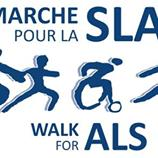 MARCHE
POUR LA SLA
WALK
FOR ALS